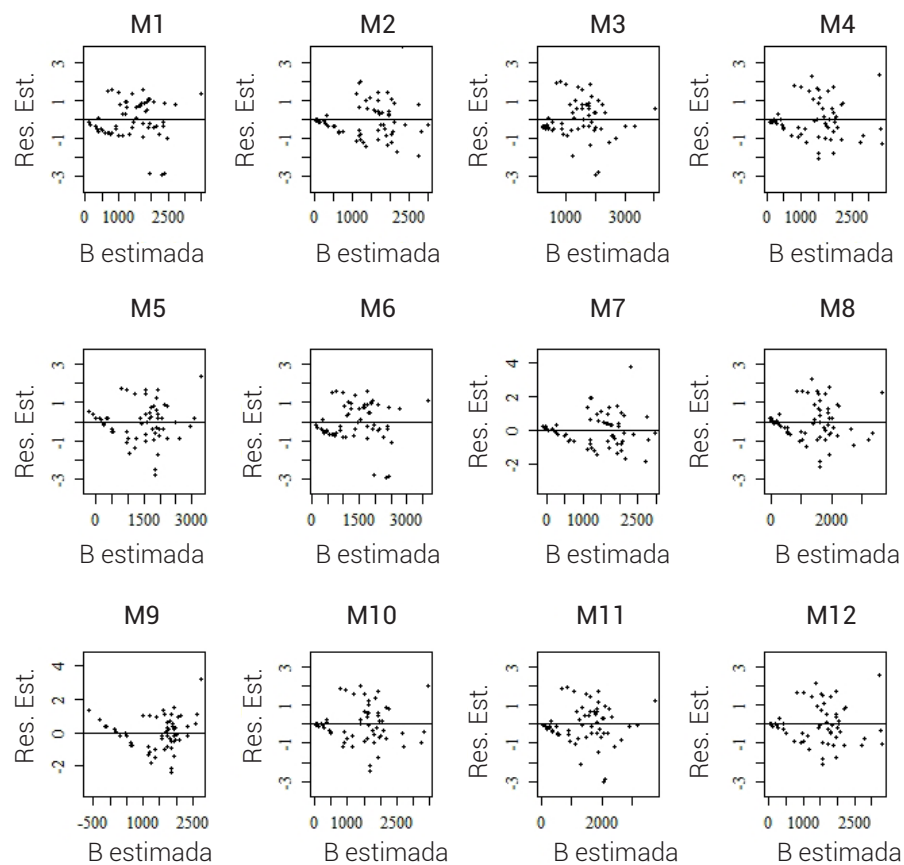 M1 M2 M3 M4
Res. Est. 3 1 -1 -3 Res. Est. 3 1 -1 -3 Res. Est. 3 1 -1 -3 Res. Est. 3 1 -1 -3
0 1000 2500 0 1000 2500 1000 3000 0 1000 2500
B estimada B estimada B estimada B estimada
M5 M6 M7 M8
Res. Est. 3 1 -1 -3 Res. Est. 3 1 -1 -3 Res. Est. 4 2 0 -2 Res. Est. 3 1 -1 -3
0 1500 3000 0 1500 3000 0 1000 2500 0 2000
B estimada B estimada B estimada B estimada
M9 M10 M11 M12
Res. Est. 4 2 0 -2 Res. Est. 3 1 -1 -3 Res. Est. 3 1 -1 -3 Res. Est. 3 1 -1 -3
-500 1000 2500 0 1000 2500 0 2000 0 1000 2500
B estimada B estimada B estimada B estimada